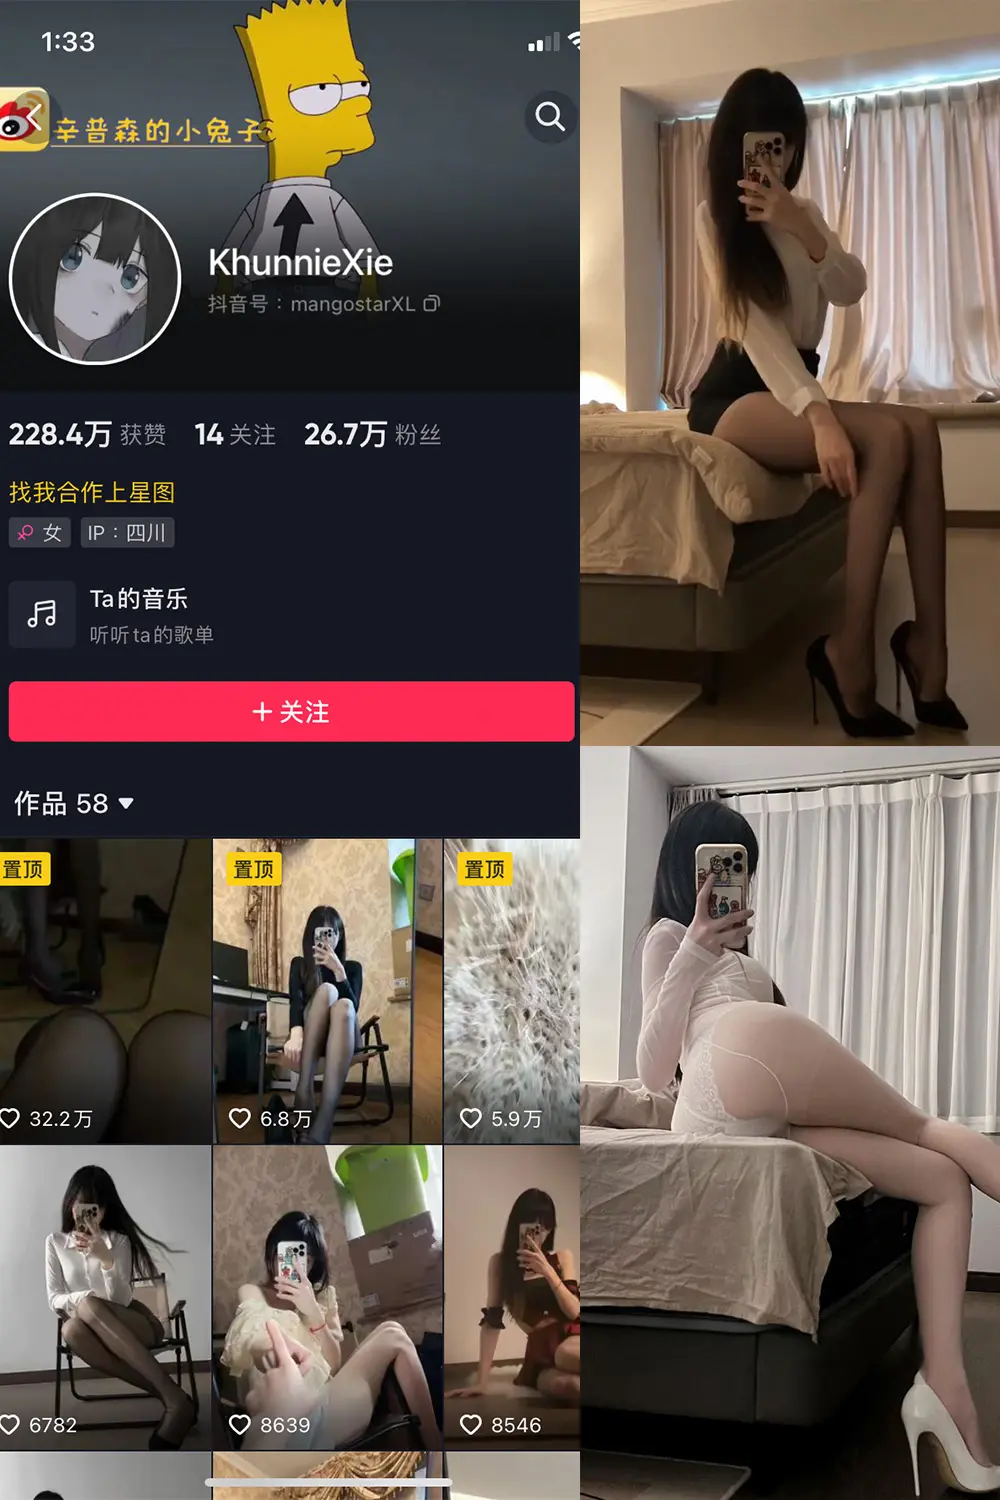 1:33
辛普森的小兔子
KhunnieXie
抖音号：mangostarXL
228.4万 获赞 14 关注 26.7万 粉丝
找我合作上星图
女 IP：四川
Ta的音乐
听听ta的歌单
+ 关注
作品 58
置顶 置顶 置顶
32.2万 6.8万 5.9万
6782 8639 8546